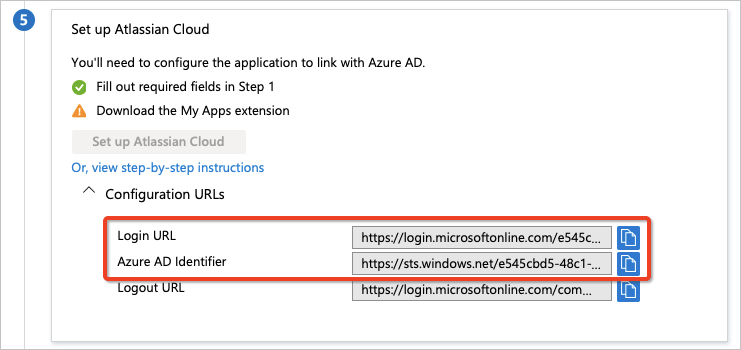 5
Set up Atlassian Cloud
You'll need to configure the application to link with Azure AD.
Fill out required fields in Step 1
Download the My Apps extension
Set up Atlassian Cloud
Or, view step-by-step instructions
Configuration URLs
Login URL https://login.microsoftonline.com/e545c...
Azure AD Identifier https://sts.windows.net/e545cbd5-48c1-...
Logout URL https://login.microsoftonline.com/com...